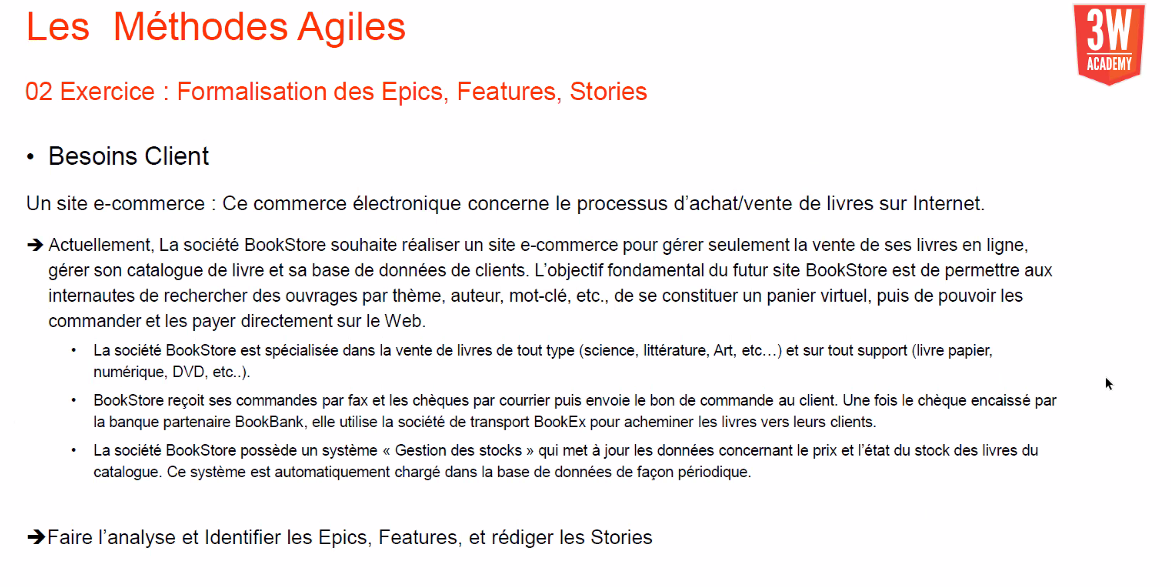 Les Méthodes Agiles
3W
ACADEMY
02 Exercice : Formalisation des Epics, Features, Stories
• Besoins Client
Un site e-commerce : Ce commerce électronique concerne le processus d’achat/vente de livres sur Internet.
➔ Actuellement, La société BookStore souhaite réaliser un site e-commerce pour gérer seulement la vente de ses livres en ligne,
gérer son catalogue de livre et sa base de données de clients. L’objectif fondamental du futur site BookStore est de permettre aux
internautes de rechercher des ouvrages par thème, auteur, mot-clé, etc., de se constituer un panier virtuel, puis de pouvoir les
commander et les payer directement sur le Web.
• La société BookStore est spécialisée dans la vente de livres de tout type (science, littérature, Art, etc…) et sur tout support (livre papier,
numérique, DVD, etc..).
• BookStore reçoit ses commandes par fax et les chèques par courrier puis envoie le bon de commande au client. Une fois le chèque encaissé par
la banque partenaire BookBank, elle utilise la société de transport BookEx pour acheminer les livres vers leurs clients.
• La société BookStore possède un système « Gestion des stocks » qui met à jour les données concernant le prix et l’état du stock des livres du
catalogue. Ce système est automatiquement chargé dans la base de données de façon périodique.
➔Faire l’analyse et Identifier les Epics, Features, et rédiger les Stories